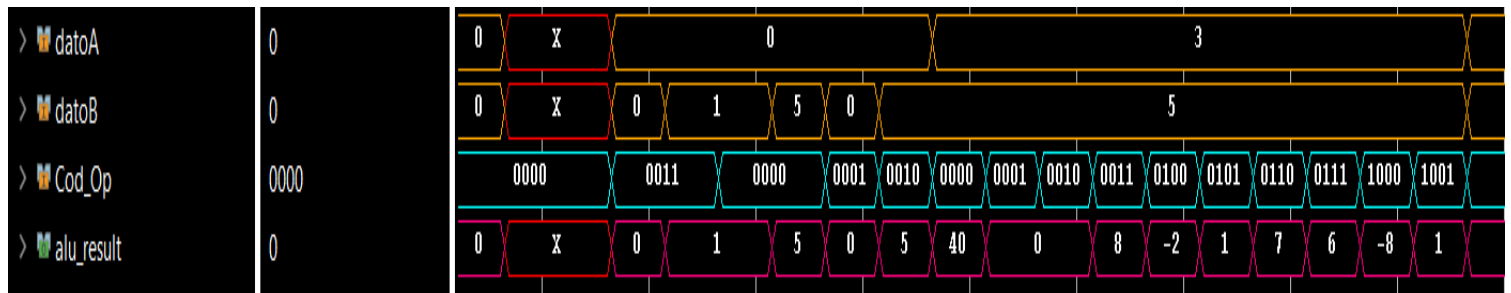 datoA 0 0 X 0 3
datoB 0 0 X 0 1 5 0 5
Cod_Op 0000 0000 0011 0000 0001 0010 0000 0001 0010 0011 0100 0101 0110 0111 1000 1001
alu_result 0 0 X 0 1 5 0 5 40 0 8 -2 1 7 6 -8 1